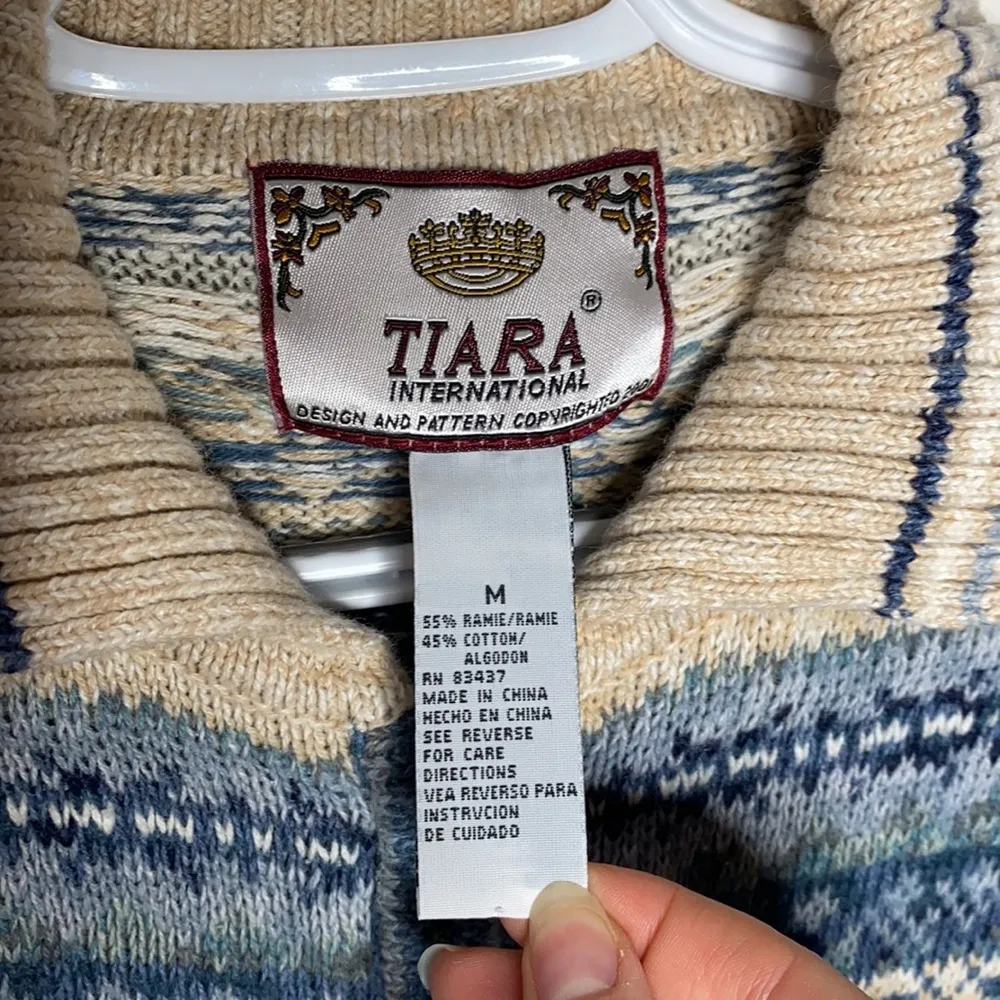 ®
TIARA
INTERNATIONAL
DESIGN AND PATTERN COPYRIGHTED
M
55% RAMIE/RAMIE
45% COTTON/
ALGODON
RN 83437
MADE IN CHINA
HECHO EN CHINA
SEE REVERSE
FOR CARE
DIRECTIONS
VEA REVERSO PARA
INSTRVCION
DE CUIDADO